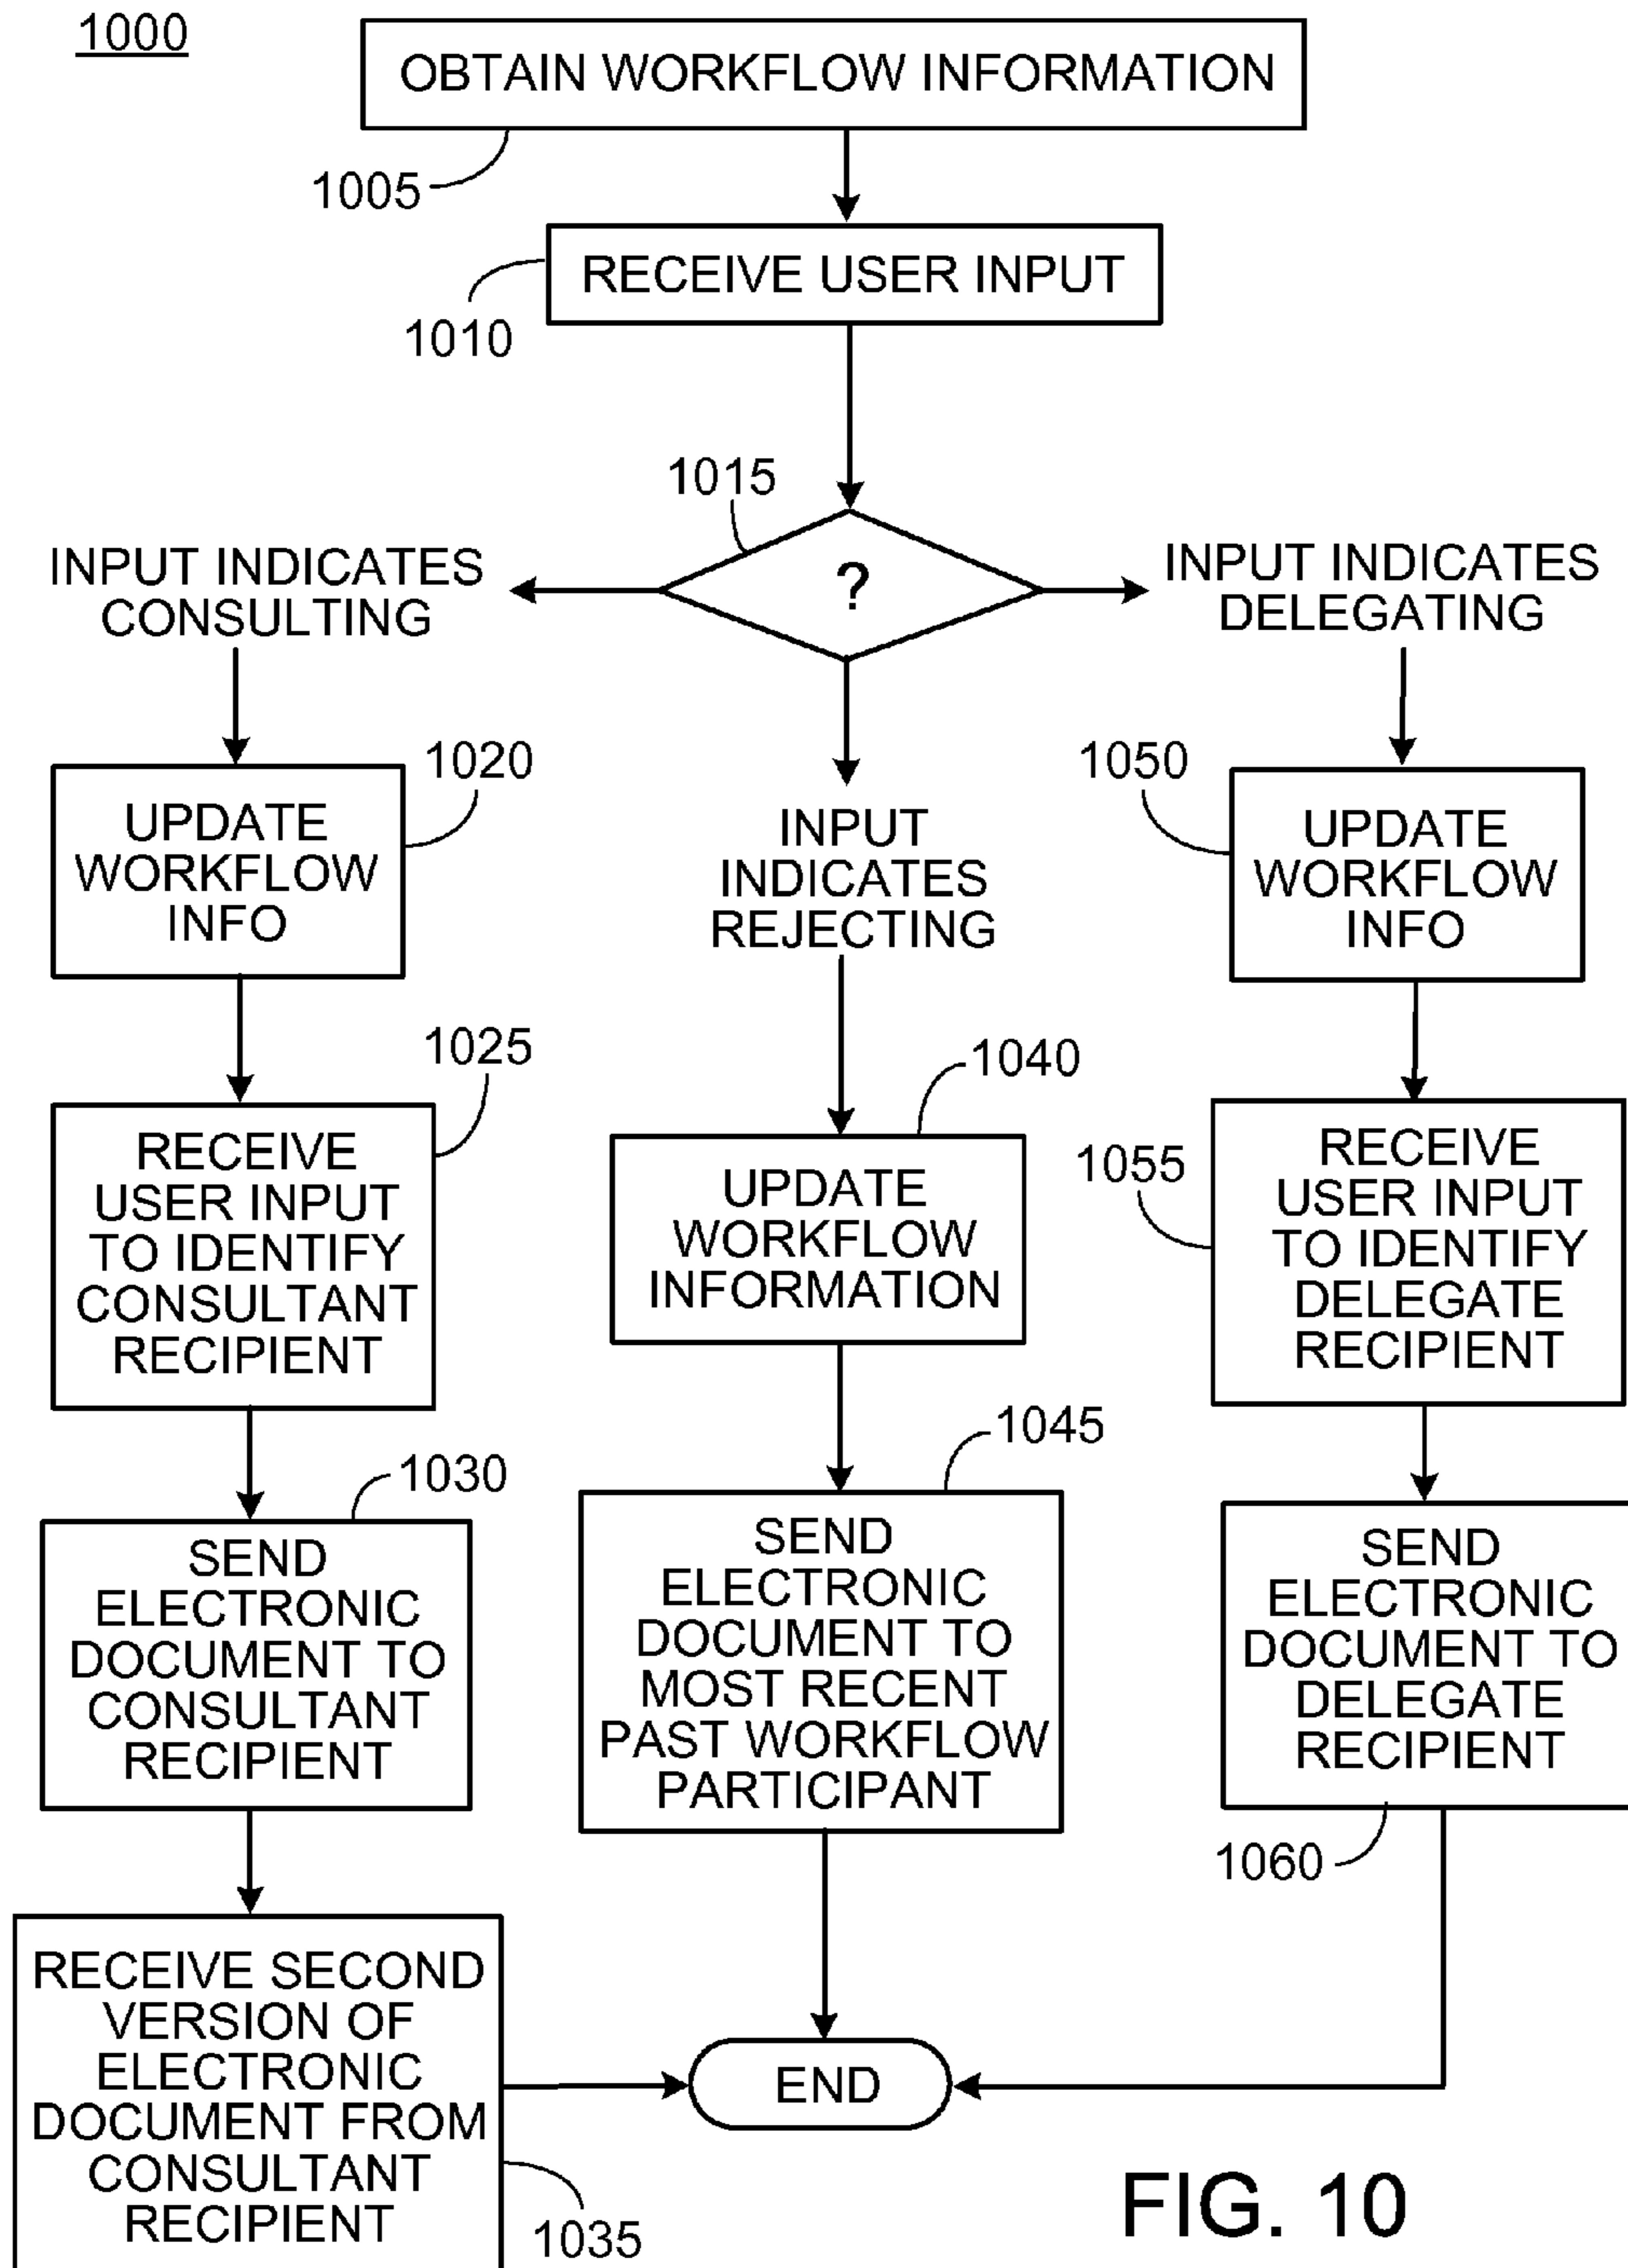 1000
OBTAIN WORKFLOW INFORMATION
1005
RECEIVE USER INPUT
1010
1015
?
INPUT INDICATES
CONSULTING
INPUT INDICATES
DELEGATING
1020
UPDATE
WORKFLOW
INFO
1025
RECEIVE
USER INPUT
TO IDENTIFY
CONSULTANT
RECIPIENT
1030
SEND
ELECTRONIC
DOCUMENT TO
CONSULTANT
RECIPIENT
RECEIVE SECOND
VERSION OF
ELECTRONIC
DOCUMENT FROM
CONSULTANT
RECIPIENT
1035
INPUT
INDICATES
REJECTING
1040
UPDATE
WORKFLOW
INFORMATION
1045
SEND
ELECTRONIC
DOCUMENT TO
MOST RECENT
PAST WORKFLOW
PARTICIPANT
1050
UPDATE
WORKFLOW
INFO
1055
RECEIVE
USER INPUT
TO IDENTIFY
DELEGATE
RECIPIENT
SEND
ELECTRONIC
DOCUMENT TO
DELEGATE
RECIPIENT
1060
END
FIG. 10